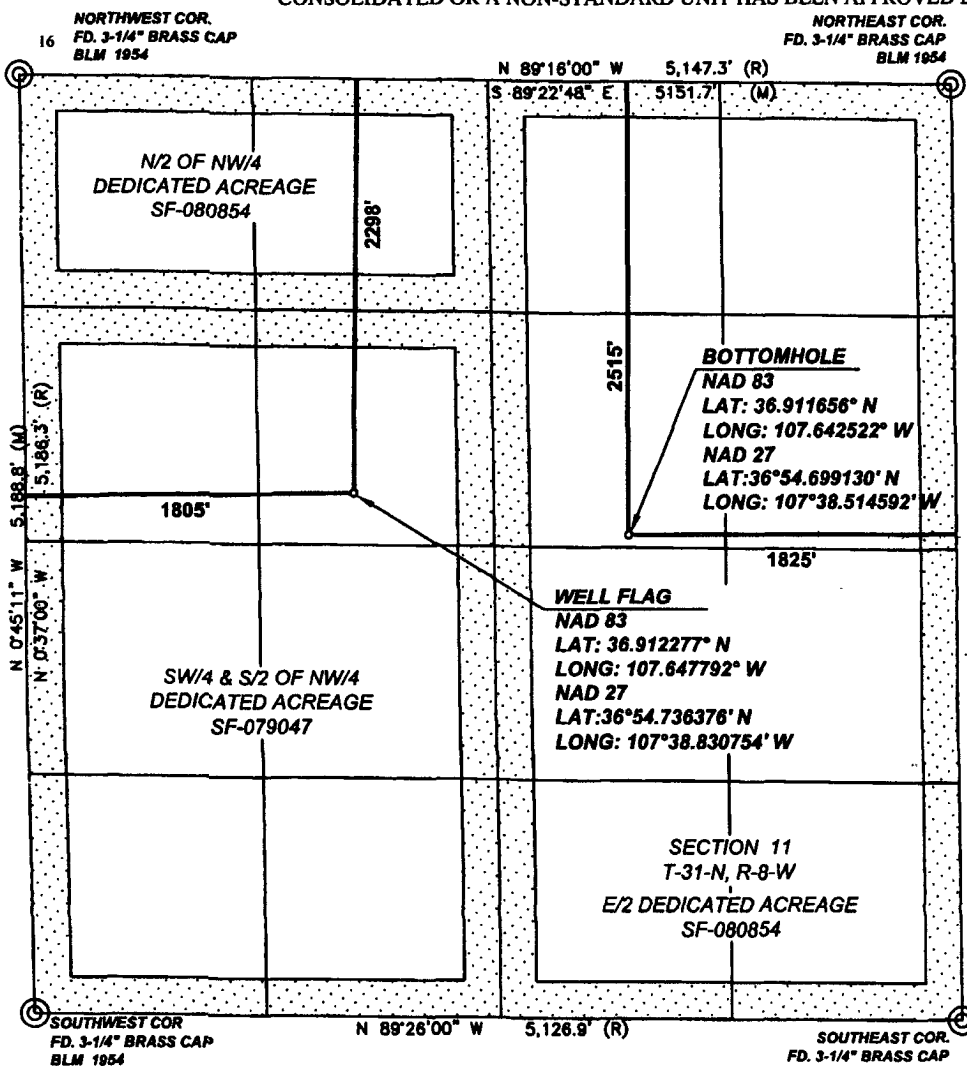 NORTHWEST COR.
16 FD. 3-1/4" BRASS CAP
BLM 1954
NORTHEAST COR.
FD. 3-1/4" BRASS CAP
BLM 1954
N 89°16'00" W 5,147.3' (R)
S 89°22'48" E 5151.7' (M)
N/2 OF NW/4
DEDICATED ACREAGE
SF-080854
2298'
2515'
BOTTOMHOLE
NAD 83
LAT: 36.911656° N
LONG: 107.642522° W
NAD 27
LAT:36°54.699130' N
LONG: 107°38.514592' W
N 0°45'11" W 5,188.8' (M)
N 0°37'00" W 5,186.3' (R)
1805'
1825'
WELL FLAG
NAD 83
LAT: 36.912277° N
LONG: 107.647792° W
NAD 27
LAT:36°54.736376' N
LONG: 107°38.830754' W
SW/4 & S/2 OF NW/4
DEDICATED ACREAGE
SF-079047
SECTION 11
T-31-N, R-8-W
E/2 DEDICATED ACREAGE
SF-080854
SOUTHWEST COR
FD. 3-1/4" BRASS CAP
BLM 1954
N 89°26'00" W 5,126.9' (R)
SOUTHEAST COR.
FD. 3-1/4" BRASS CAP